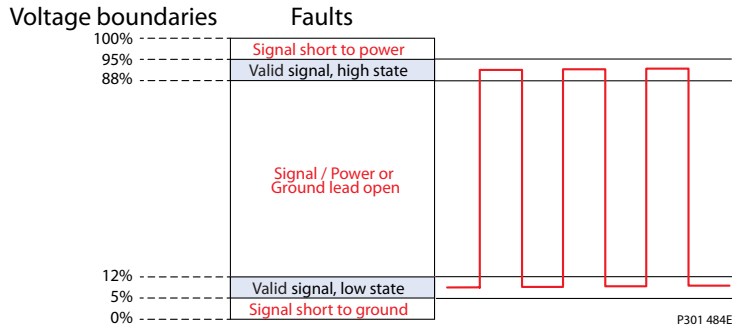 Voltage boundaries Faults
100%
Signal short to power
95%
Valid signal, high state
88%
Signal / Power or
Ground lead open
12%
Valid signal, low state
5%
Signal short to ground
0%
P301 484E